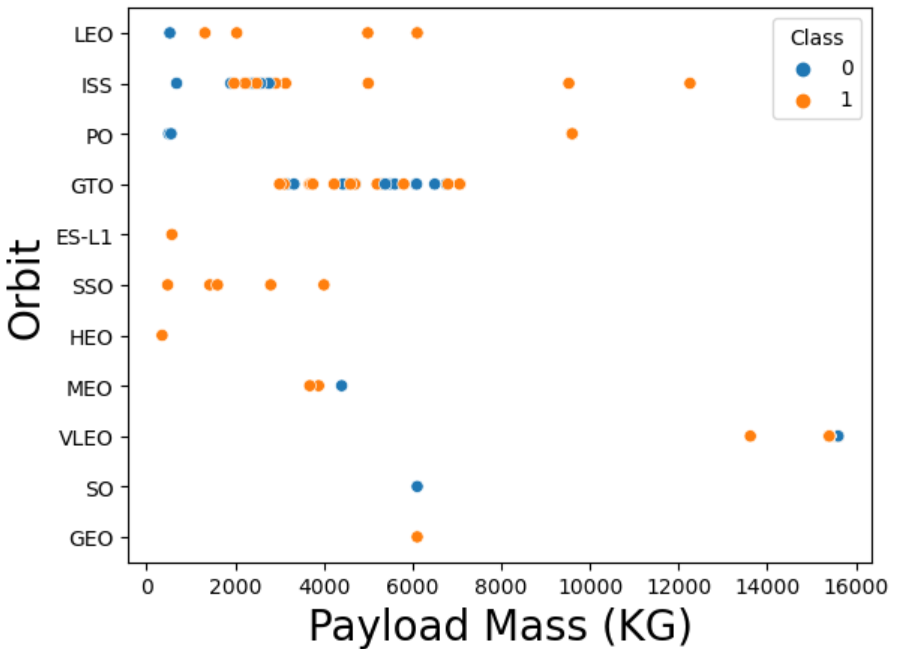 Class
0
1
LEO
ISS
PO
GTO
ES-L1
SSO
HEO
MEO
VLEO
SO
GEO
Orbit
0 2000 4000 6000 8000 10000 12000 14000 16000
Payload Mass (KG)